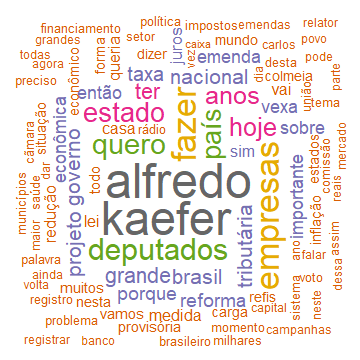 financiamento
política
impostos emendas
relator
grandes
setor
todas
forma
dizer
mundo
carlos
povo
agora
econômico
queria
juros
vez
caixa
emenda
desta
pode
preciso
taxa
nacional
dia
colmeia
parte
então
ter
anos
vai
união
tema
situação
econômica
estado
fazer
país
hoje
vexa
sobre
câmara
dar
governo
casa
rádio
quero
sim
estados
comissão
mercado
municípios
saúde
redução
projeto
todo
alfredo
empresas
importante
inflação
reais
maior
lei
kaefer
tributária
ano
falar
assim
palavra
deputados
ainda
grande
brasil
sistema
voto
dessa
volta
muitos
porque
reforma
refis
registro
nesta
carga
capital
neste
problema
vamos
medida
provisória
momento
campanhas
registrar
banco
brasileiro
milhares